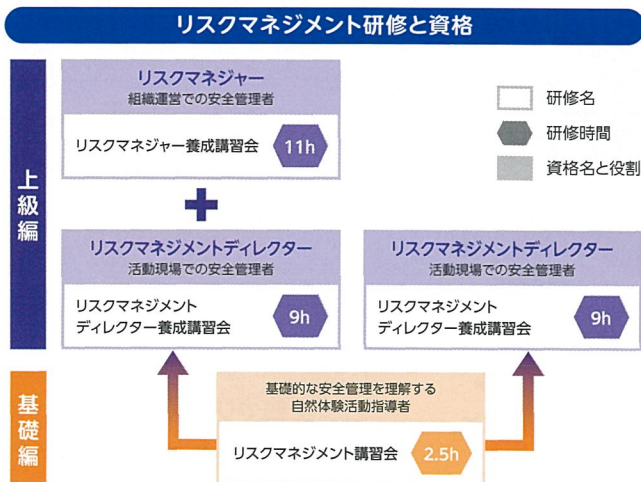 リスクマネジメント研修と資格
上級編
リスクマネジャー
組織運営での安全管理者
リスクマネジャー養成講習会
11h
研修名
研修時間
資格名と役割
+
リスクマネジメントディレクター
活動現場での安全管理者
リスクマネジメント
ディレクター養成講習会
9h
リスクマネジメントディレクター
活動現場での安全管理者
リスクマネジメント
ディレクター養成講習会
9h
基礎編
基礎的な安全管理を理解する
自然体験活動指導者
リスクマネジメント講習会
2.5h